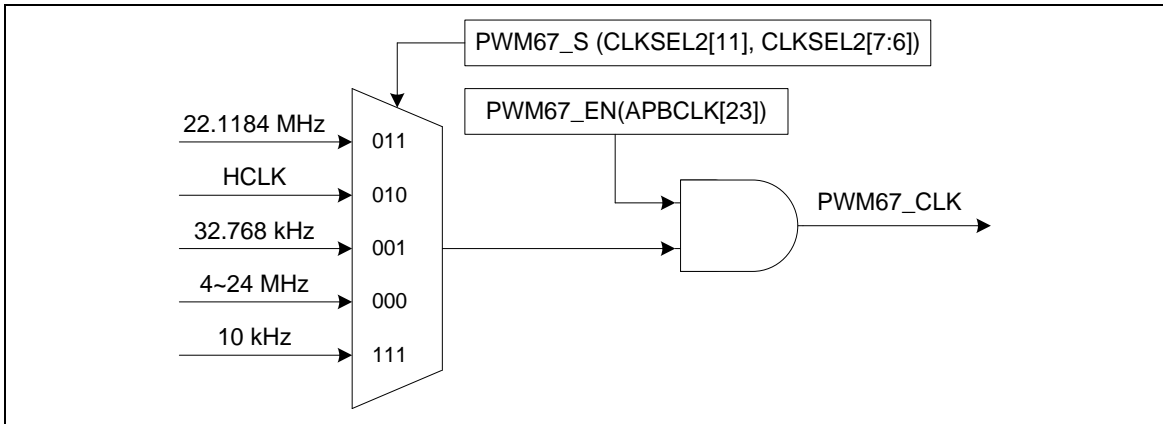 PWM67_S (CLKSEL2[11], CLKSEL2[7:6])
PWM67_EN(APBCLK[23])
22.1184 MHz
011
HCLK
010
PWM67_CLK
32.768 kHz
001
4~24 MHz
000
10 kHz
111